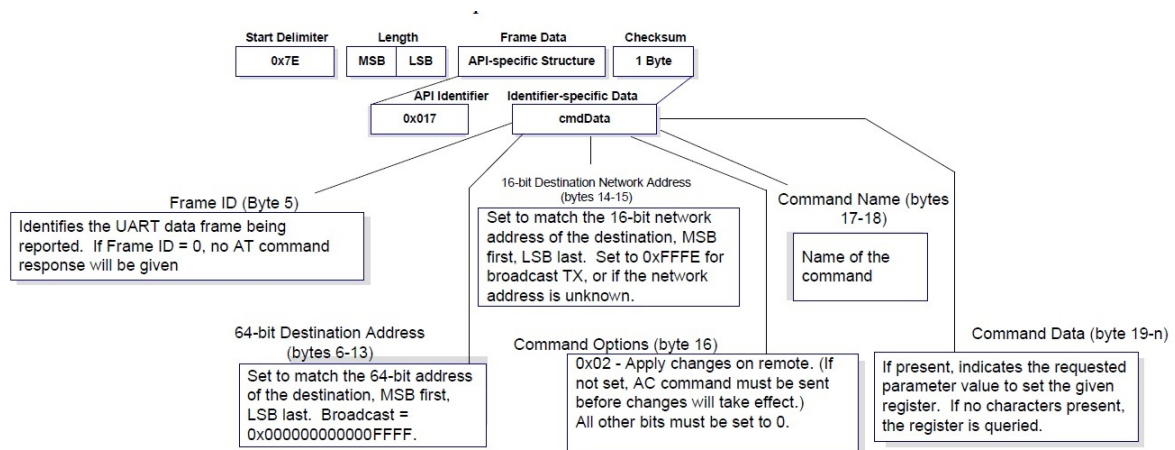 Start Delimiter
Length
Frame Data
Checksum
0x7E
MSB
LSB
API-specific Structure
1 Byte
API Identifier
Identifier-specific Data
0x017
cmdData
Frame ID (Byte 5)
Identifies the UART data frame being
reported. If Frame ID = 0, no AT command
response will be given
16-bit Destination Network Address
(bytes 14-15)
Set to match the 16-bit network
address of the destination, MSB
first, LSB last. Set to 0xFFFE for
broadcast TX, or if the network
address is unknown.
Command Name (bytes
17-18)
Name of the
command
64-bit Destination Address
(bytes 6-13)
Set to match the 64-bit address
of the destination, MSB first,
LSB last. Broadcast =
0x000000000000FFFF.
Command Options (byte 16)
0x02 - Apply changes on remote. (If
not set, AC command must be sent
before changes will take effect.)
All other bits must be set to 0.
Command Data (byte 19-n)
If present, indicates the requested
parameter value to set the given
register. If no characters present,
the register is queried.